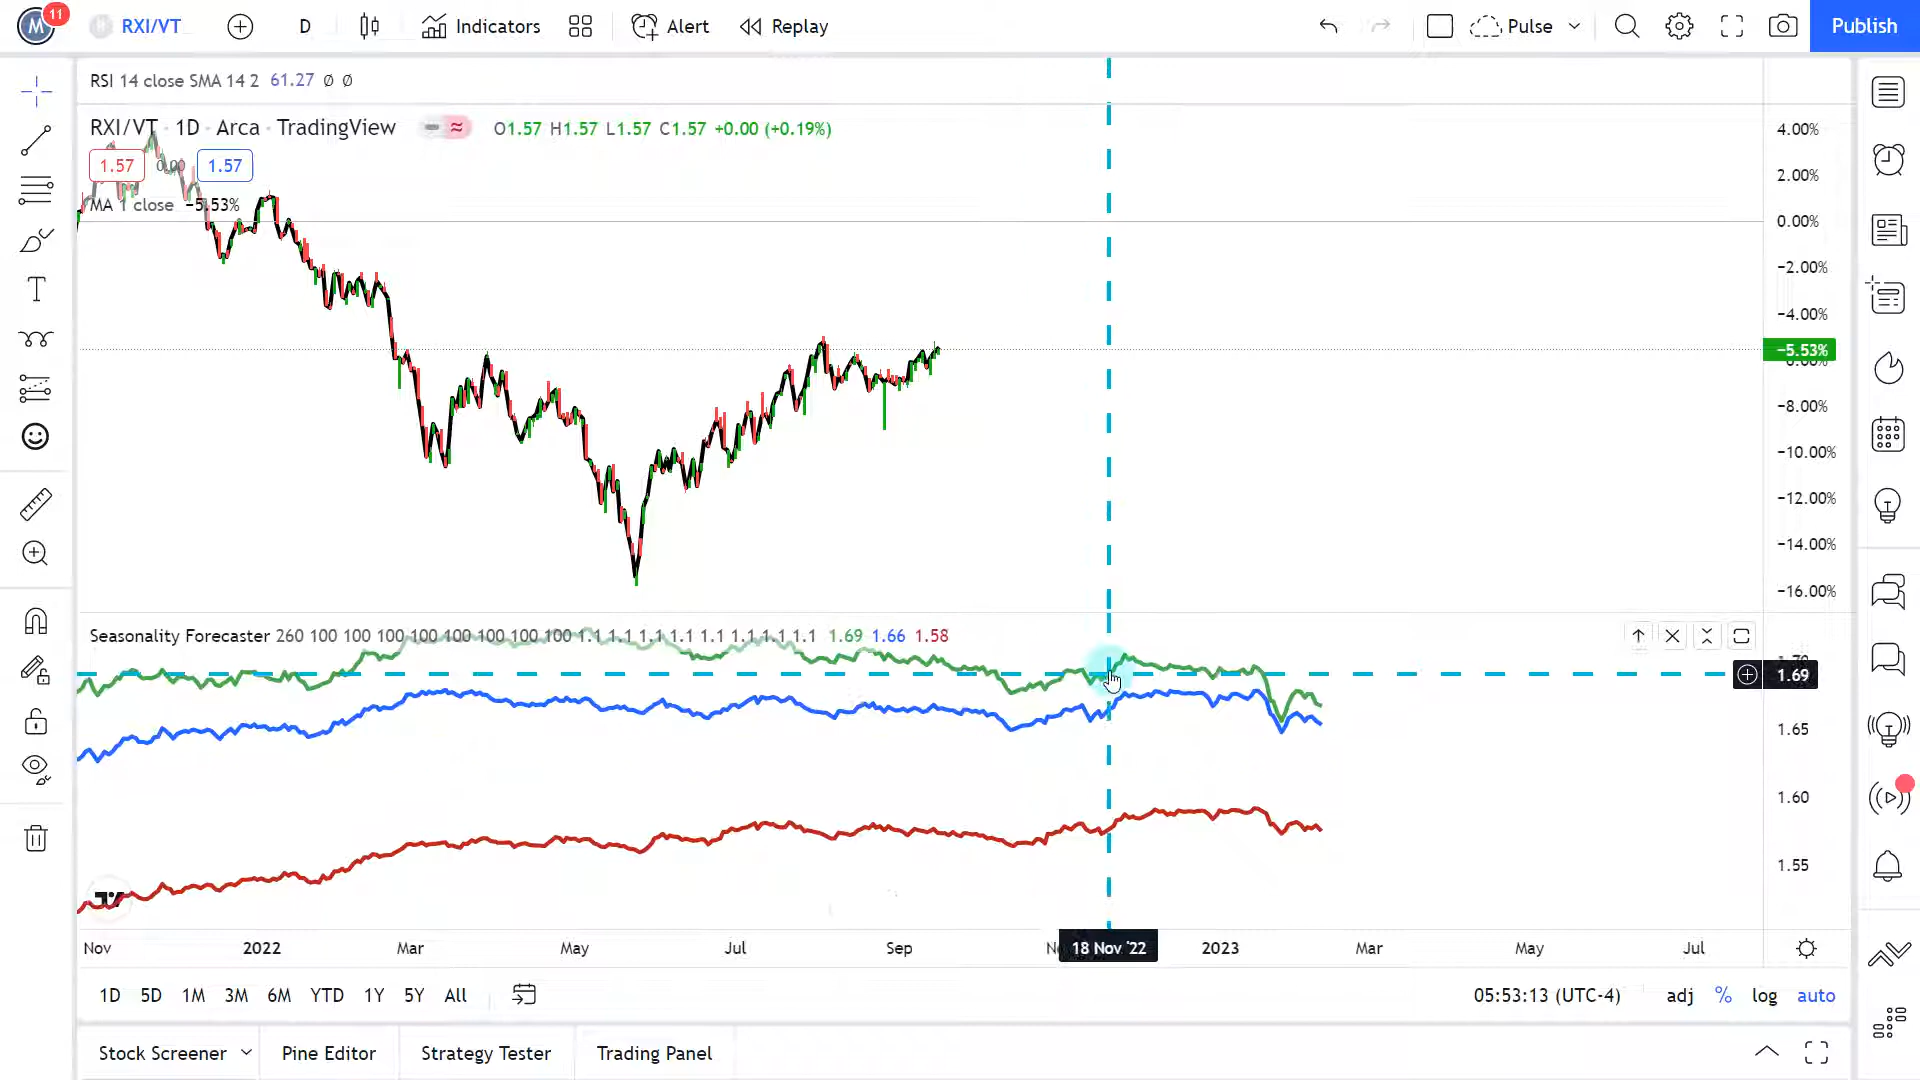 M 11 RXI/VT D Indicators Alert Replay Pulse Publish
RSI 14 close SMA 14 2 61.27 ∅ ∅
RXI/VT · 1D · Arca · TradingView O1.57 H1.57 L1.57 C1.57 +0.00 (+0.19%)
1.57 0.00 1.57
MA 1 close −5.53%
4.00%
2.00%
0.00%
−2.00%
−4.00%
−5.53%
−6.00%
−8.00%
−10.00%
−12.00%
−14.00%
−16.00%
Seasonality Forecaster 260 100 100 100 100 100 100 100 100 1.1 1.1 1.1 1.1 1.1 1.1 1.1 1.1 1.69 1.66 1.58
1.70
1.69
1.65
1.60
1.55
Nov 2022 Mar May Jul Sep 18 Nov '22 2023 Mar May Jul
1D 5D 1M 3M 6M YTD 1Y 5Y All 05:53:13 (UTC-4) adj % log auto
Stock Screener Pine Editor Strategy Tester Trading Panel